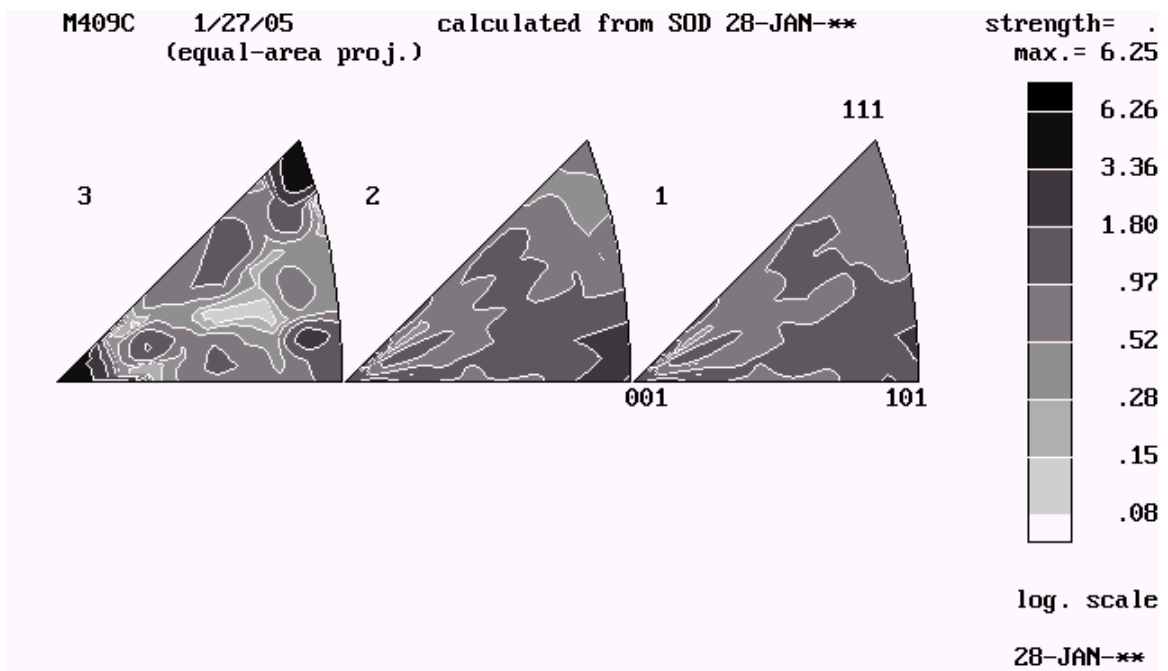 M409C 1/27/05 calculated from SOD 28-JAN-** strength= .
(equal-area proj.) max.= 6.25
111
6.26
3.36
3 2 1
1.80
.97
.52
001 101
.28
.15
.08
log. scale
28-JAN-**